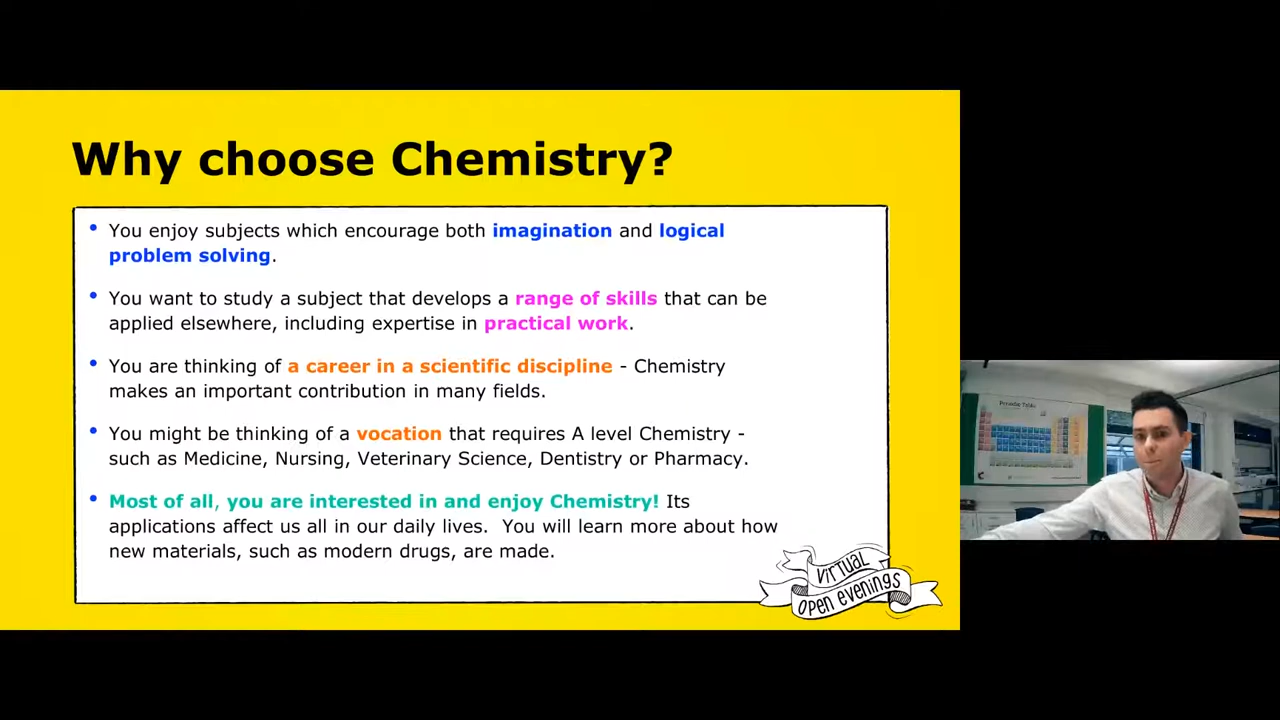 Why choose Chemistry?
• You enjoy subjects which encourage both imagination and logical
problem solving.
• You want to study a subject that develops a range of skills that can be
applied elsewhere, including expertise in practical work.
• You are thinking of a career in a scientific discipline - Chemistry
makes an important contribution in many fields.
• You might be thinking of a vocation that requires A level Chemistry -
such as Medicine, Nursing, Veterinary Science, Dentistry or Pharmacy.
• Most of all, you are interested in and enjoy Chemistry! Its
applications affect us all in our daily lives.  You will learn more about how
new materials, such as modern drugs, are made.
VIRTUAL
OPEN EVENINGS
Periodic Table